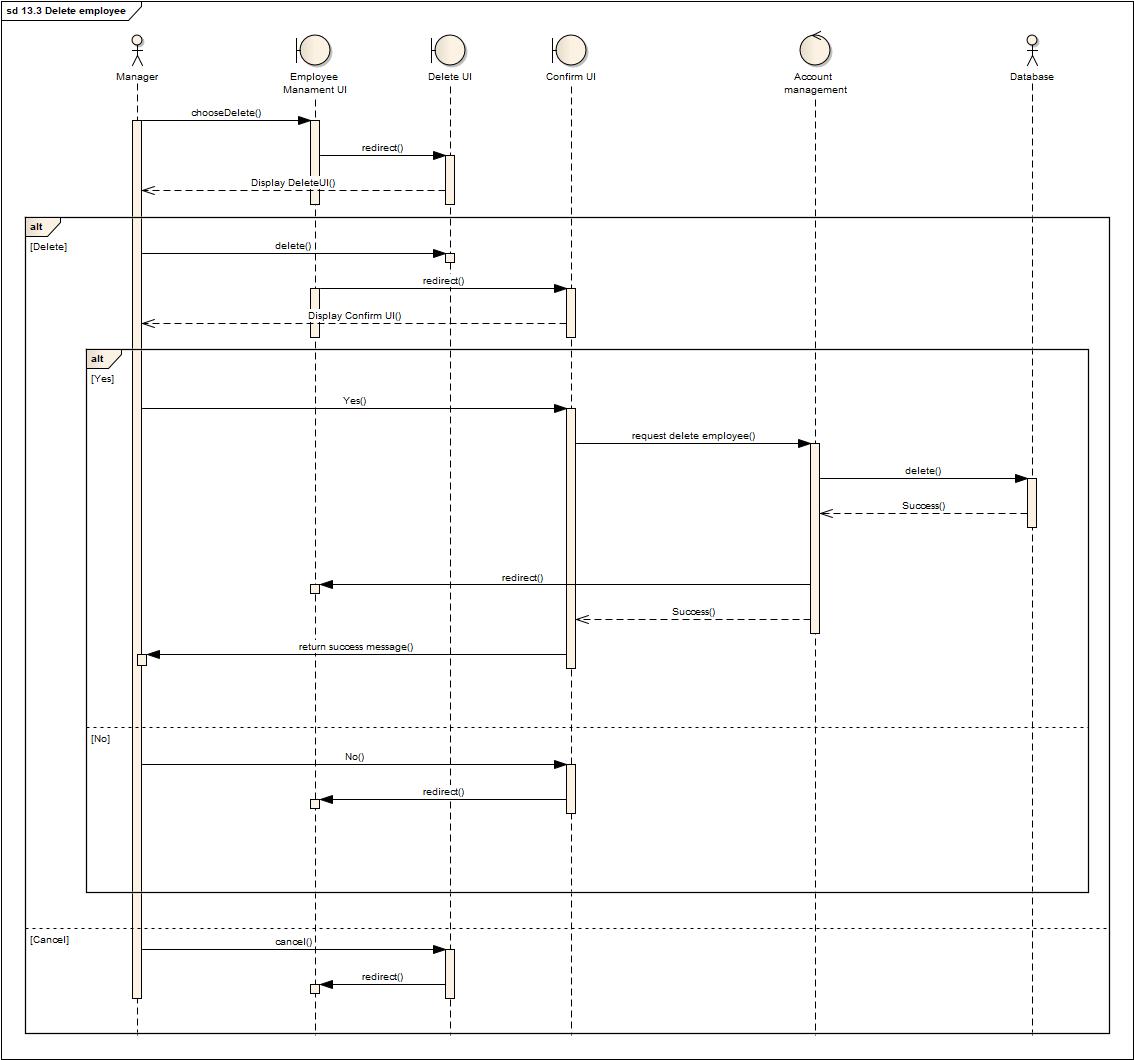 sd 13.3 Delete employee
Manager
Employee
Manament UI
Delete UI
Confirm UI
Account
management
Database
chooseDelete()
redirect()
Display DeleteUI()
alt
[Delete]
delete()
redirect()
Display Confirm UI()
alt
[Yes]
Yes()
request delete employee()
delete()
Success()
redirect()
Success()
return success message()
[No]
No()
redirect()
[Cancel]
cancel()
redirect()